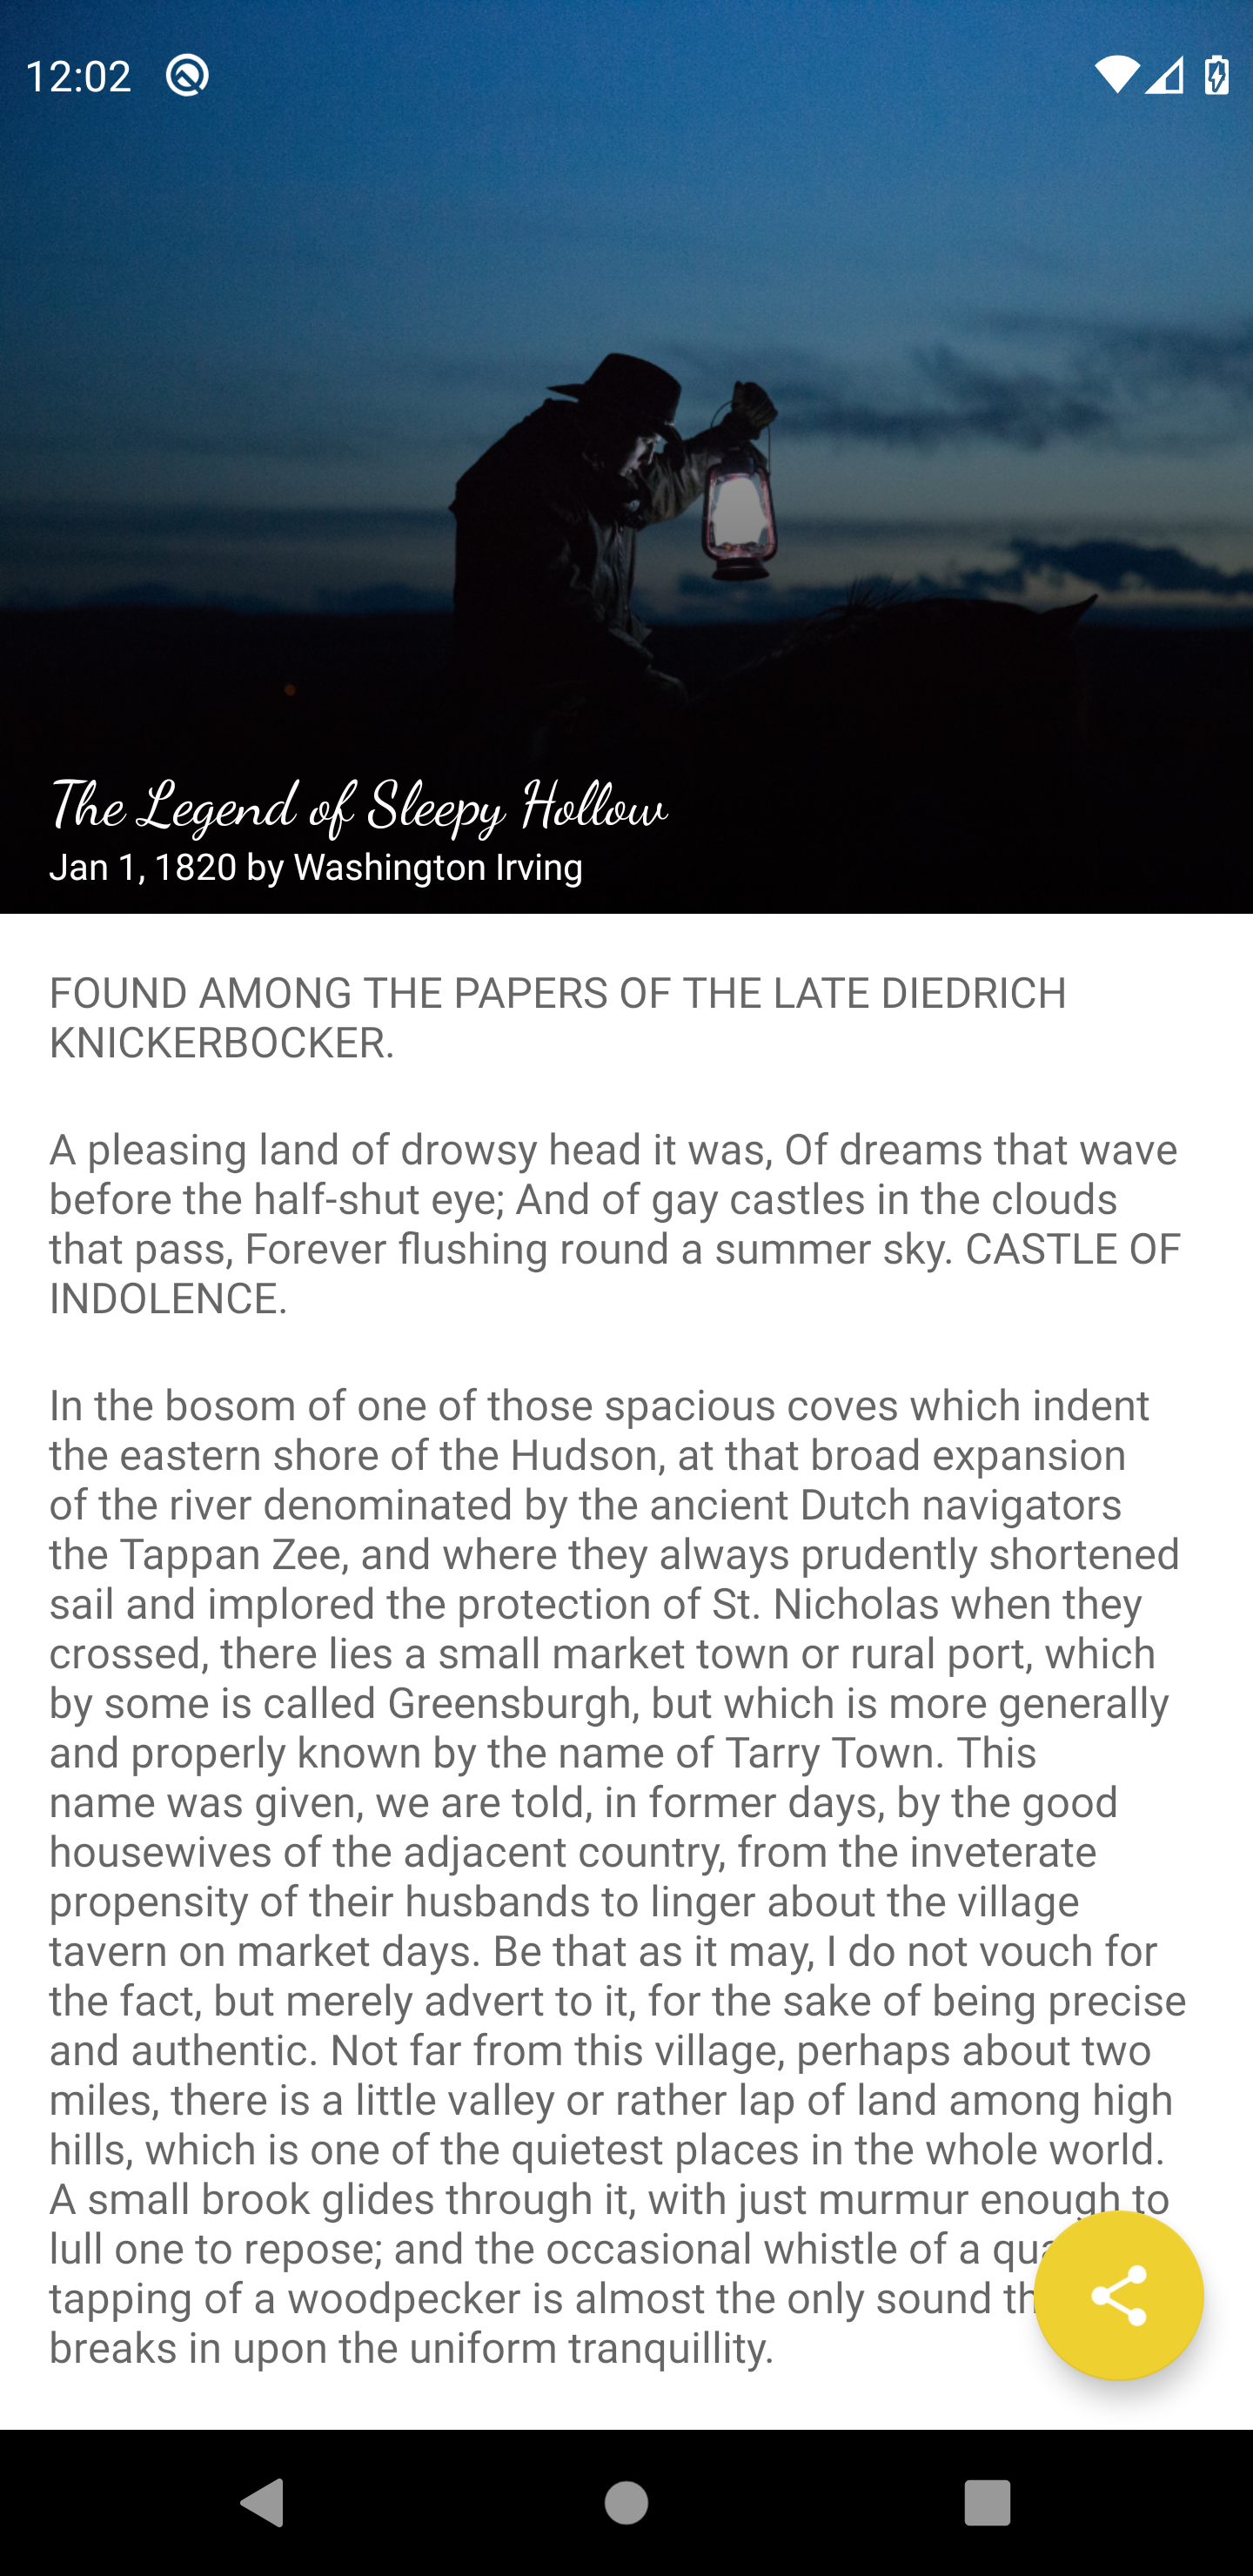 12:02
The Legend of Sleepy Hollow
Jan 1, 1820 by Washington Irving
FOUND AMONG THE PAPERS OF THE LATE DIEDRICH
KNICKERBOCKER.
A pleasing land of drowsy head it was, Of dreams that wave
before the half-shut eye; And of gay castles in the clouds
that pass, Forever flushing round a summer sky. CASTLE OF
INDOLENCE.
In the bosom of one of those spacious coves which indent
the eastern shore of the Hudson, at that broad expansion
of the river denominated by the ancient Dutch navigators
the Tappan Zee, and where they always prudently shortened
sail and implored the protection of St. Nicholas when they
crossed, there lies a small market town or rural port, which
by some is called Greensburgh, but which is more generally
and properly known by the name of Tarry Town. This
name was given, we are told, in former days, by the good
housewives of the adjacent country, from the inveterate
propensity of their husbands to linger about the village
tavern on market days. Be that as it may, I do not vouch for
the fact, but merely advert to it, for the sake of being precise
and authentic. Not far from this village, perhaps about two
miles, there is a little valley or rather lap of land among high
hills, which is one of the quietest places in the whole world.
A small brook glides through it, with just murmur enough to
lull one to repose; and the occasional whistle of a
tapping of a woodpecker is almost the only sound
breaks in upon the uniform tranquillity.